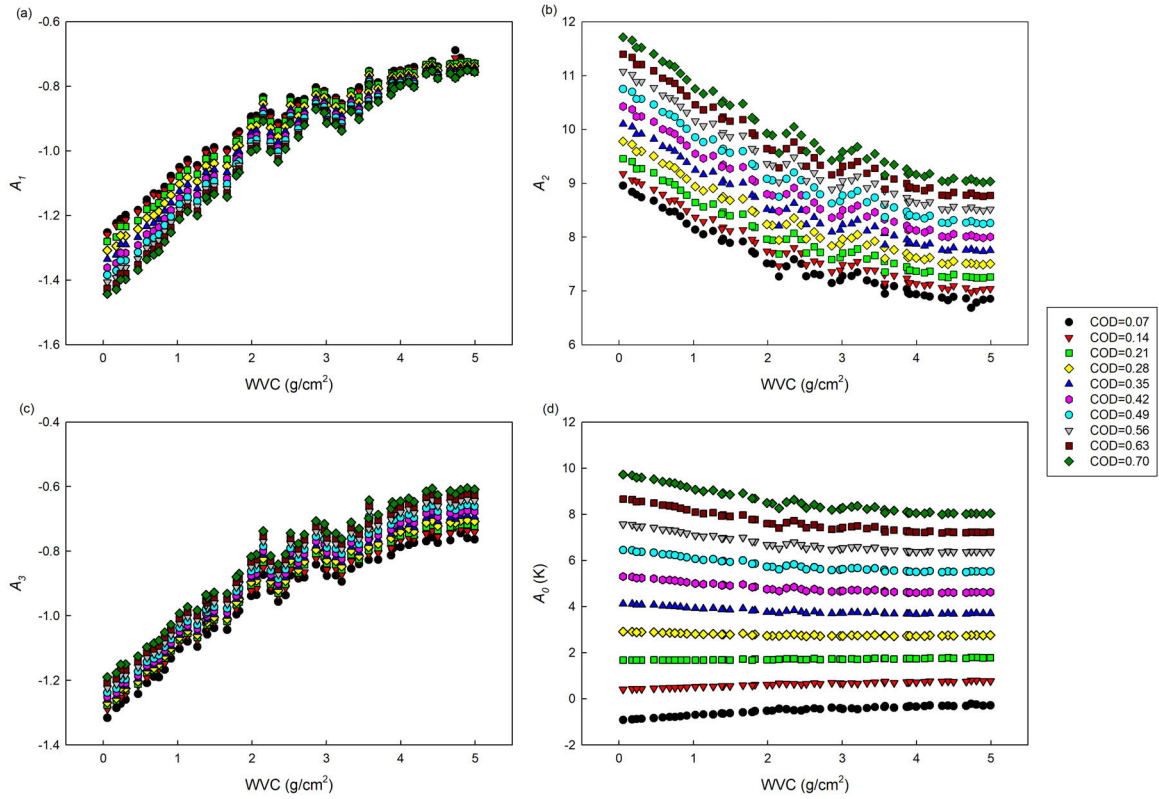 (a)
-0.6
-0.8
-1.0
-1.2
-1.4
-1.6
A1
0 1 2 3 4 5
WVC (g/cm²)
(b)
12
11
10
9
8
7
6
A2
0 1 2 3 4 5
WVC (g/cm²)
(c)
-0.4
-0.6
-0.8
-1.0
-1.2
-1.4
A3
0 1 2 3 4 5
WVC (g/cm²)
(d)
12
10
8
6
4
2
0
-2
A0 (K)
0 1 2 3 4 5
WVC (g/cm²)
COD=0.07
COD=0.14
COD=0.21
COD=0.28
COD=0.35
COD=0.42
COD=0.49
COD=0.56
COD=0.63
COD=0.70